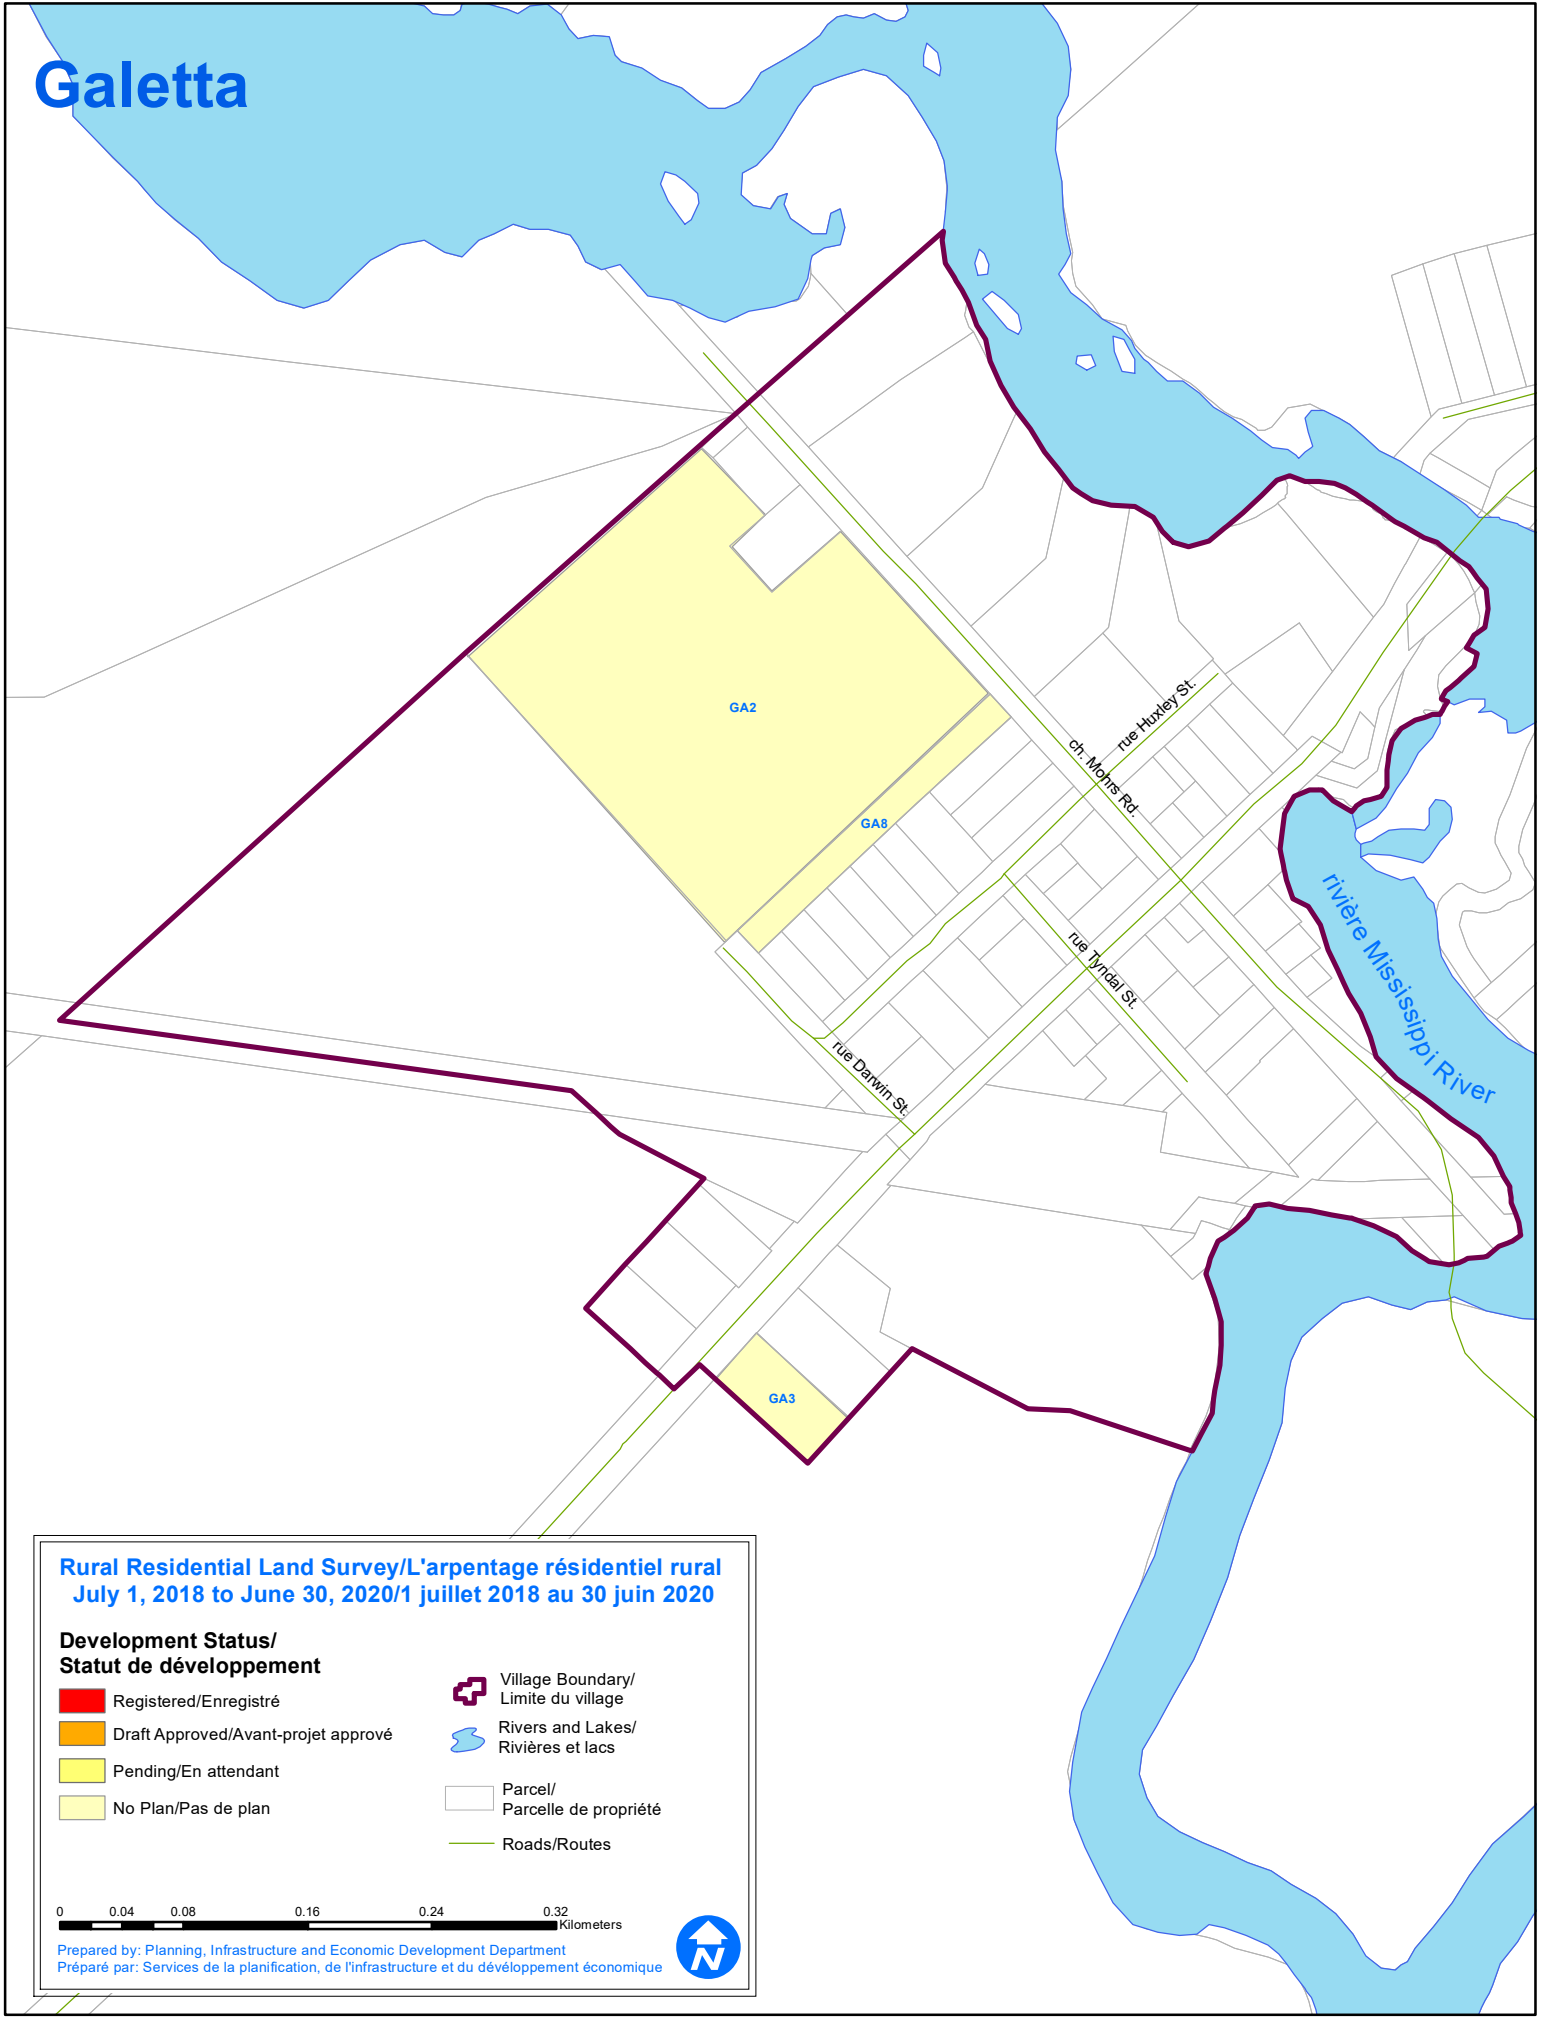 Galetta
GA2
rue Huxley St.
ch. Mohrs Rd.
GA8
rivière Mississippi River
rue Tyndal St.
rue Darwin St.
GA3
Rural Residential Land Survey/L'arpentage résidentiel rural
July 1, 2018 to June 30, 2020/1 juillet 2018 au 30 juin 2020
Development Status/
Statut de développement
Registered/Enregistré
Draft Approved/Avant-projet apprové
Pending/En attendant
No Plan/Pas de plan
Village Boundary/
Limite du village
Rivers and Lakes/
Rivières et lacs
Parcel/
Parcelle de propriété
Roads/Routes
0 0.04 0.08 0.16 0.24 0.32
Kilometers
Prepared by: Planning, Infrastructure and Economic Development Department
Préparé par: Services de la planification, de l'infrastructure et du dévéloppement économique
N